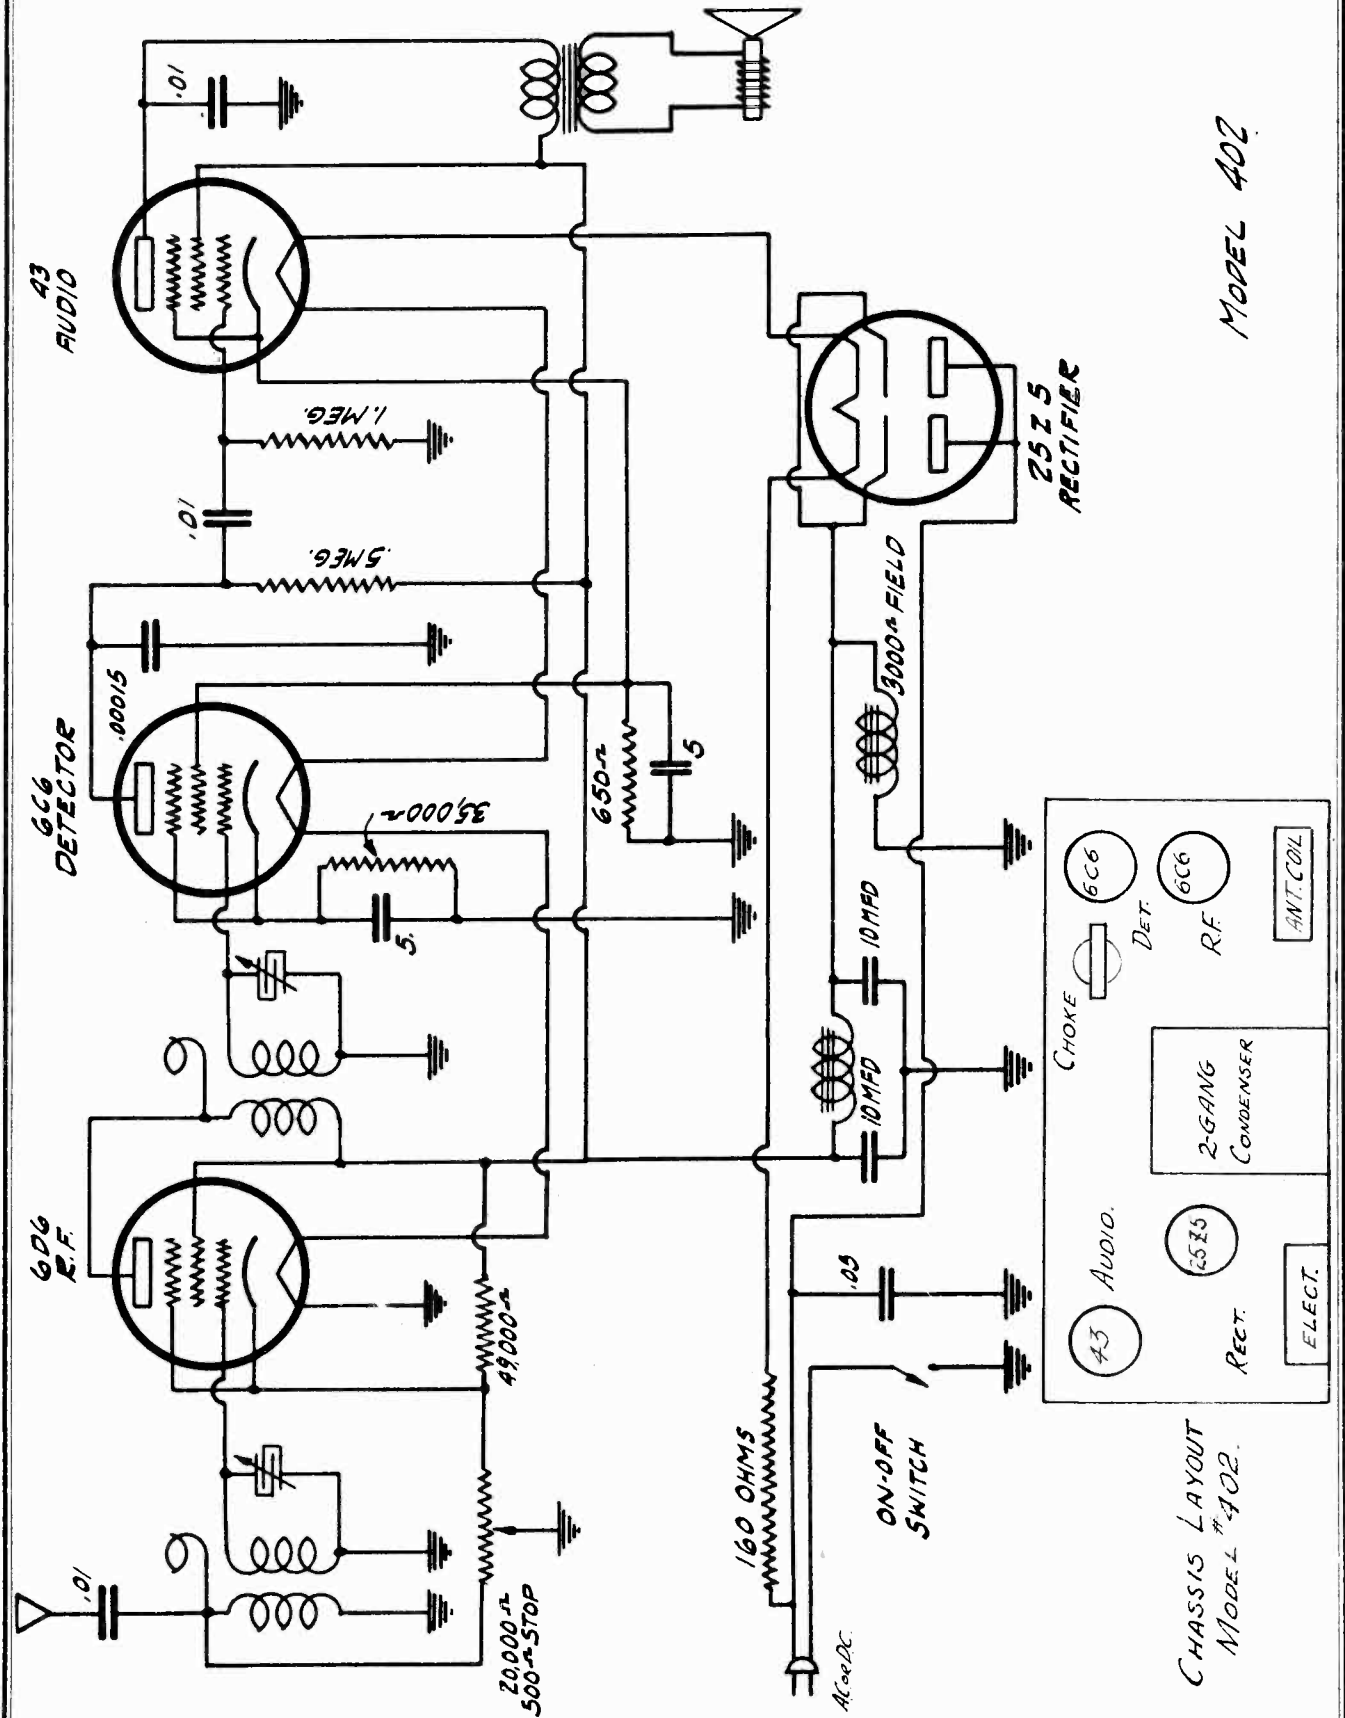 .01
6D6
R.F.
6C6
DETECTOR
43
AUDIO
.00015
.01
.01
.5 MEG.
1. MEG.
35,000Ω
5.
20,000Ω
500Ω STOP
49,000Ω
650Ω
5
160 OHMS
A.C. OR D.C.
ON-OFF
SWITCH
.03
10 MFD
10 MFD
3000Ω FIELD
25Z5
RECTIFIER
MODEL 402
CHASSIS LAYOUT
MODEL #402.
43
AUDIO.
RECT.
25Z5
ELECT.
CHOKE
2-GANG
CONDENSER
DET.
6C6
R.F.
6C6
ANT. COIL